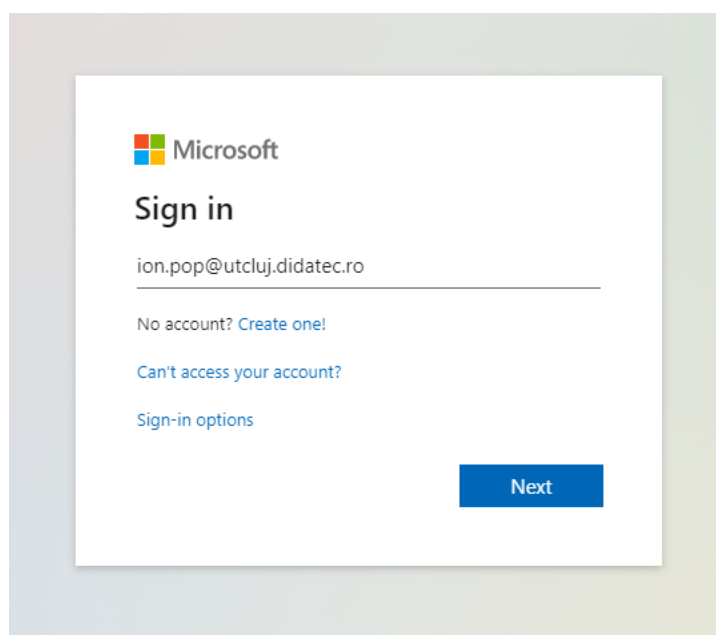 Microsoft
Sign in
ion.pop@utcluj.didatec.ro
No account? Create one!
Can't access your account?
Sign-in options
Next